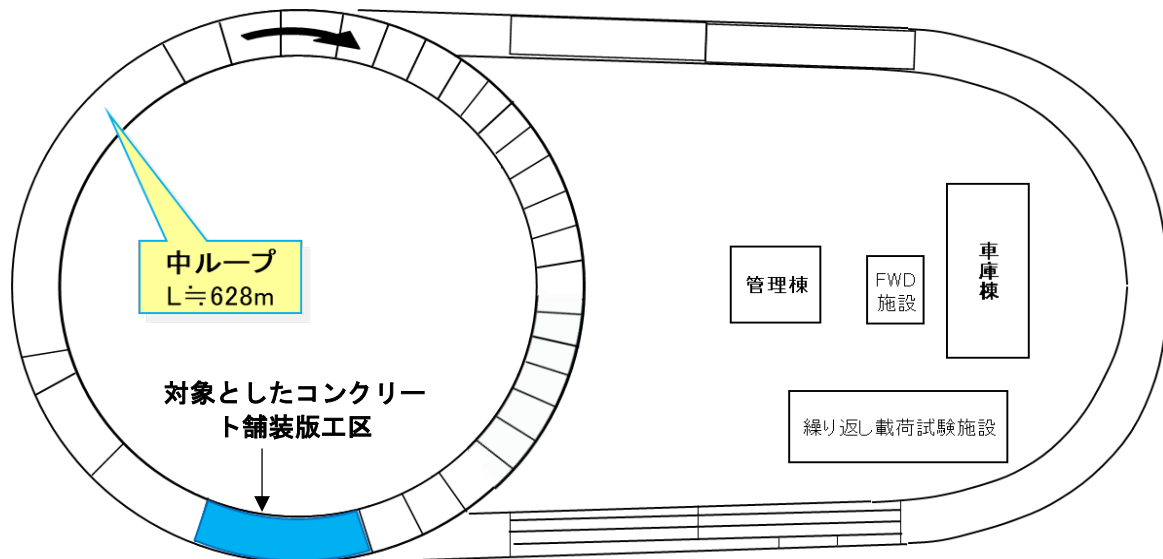 中ループ
L≒628m
対象としたコンクリー
ト舗装版工区
管理棟
FWD
施設
車庫棟
繰り返し載荷試験施設